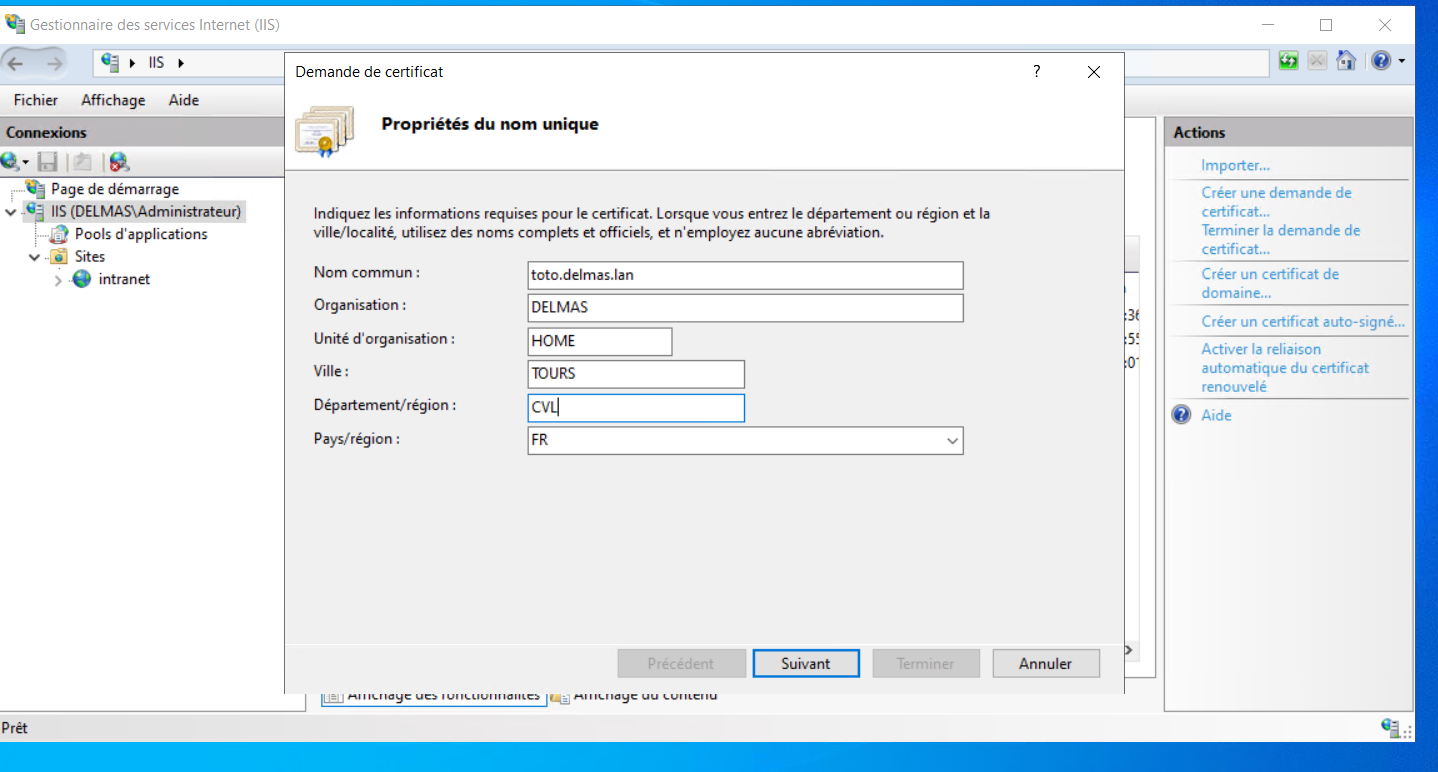 Gestionnaire des services Internet (IIS)
IIS
Fichier Affichage Aide
Connexions
Page de démarrage
IIS (DELMAS\Administrateur)
Pools d'applications
Sites
intranet
Demande de certificat
?
Propriétés du nom unique
Indiquez les informations requises pour le certificat. Lorsque vous entrez le département ou région et la
ville/localité, utilisez des noms complets et officiels, et n'employez aucune abréviation.
Nom commun : toto.delmas.lan
Organisation : DELMAS
Unité d'organisation : HOME
Ville : TOURS
Département/région : CVL
Pays/région : FR
Précédent Suivant Terminer Annuler
:36
:55
Affichage des fonctionnalités Affichage du contenu
Actions
Importer...
Créer une demande de
certificat...
Terminer la demande de
certificat...
Créer un certificat de
domaine...
Créer un certificat auto-signé...
Activer la reliaison
automatique du certificat
renouvelé
Aide
Prêt